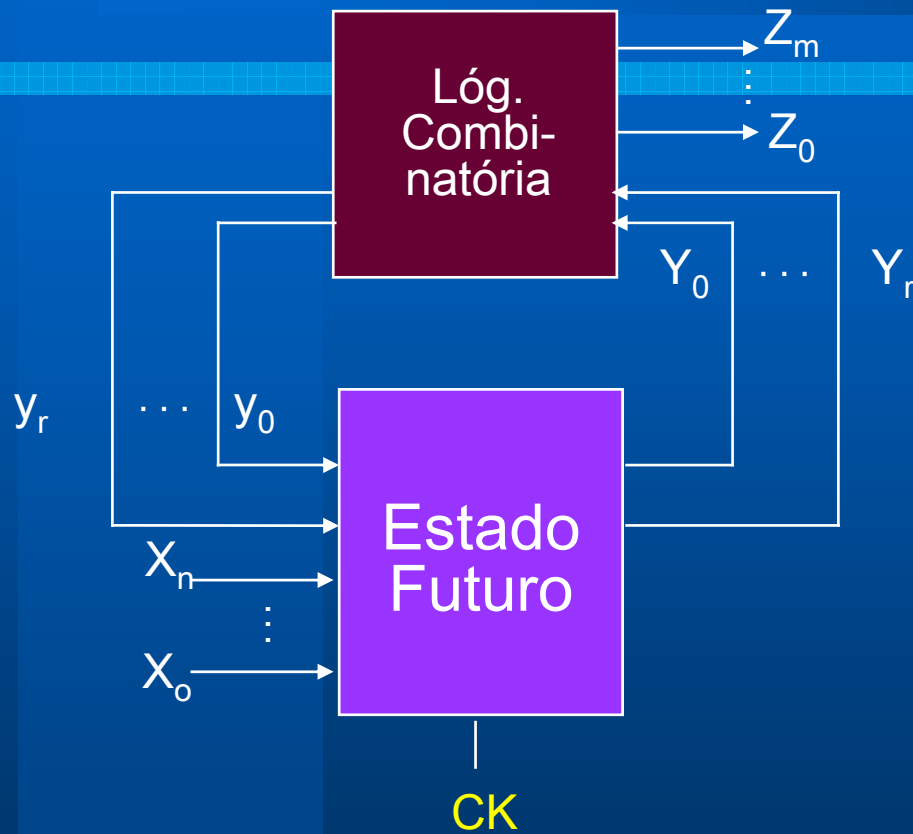 Zm
Lóg.
Combi-
natória
Z0
Y0 . . . Yr
yr . . . y0
Estado
Futuro
Xn
Xo
CK